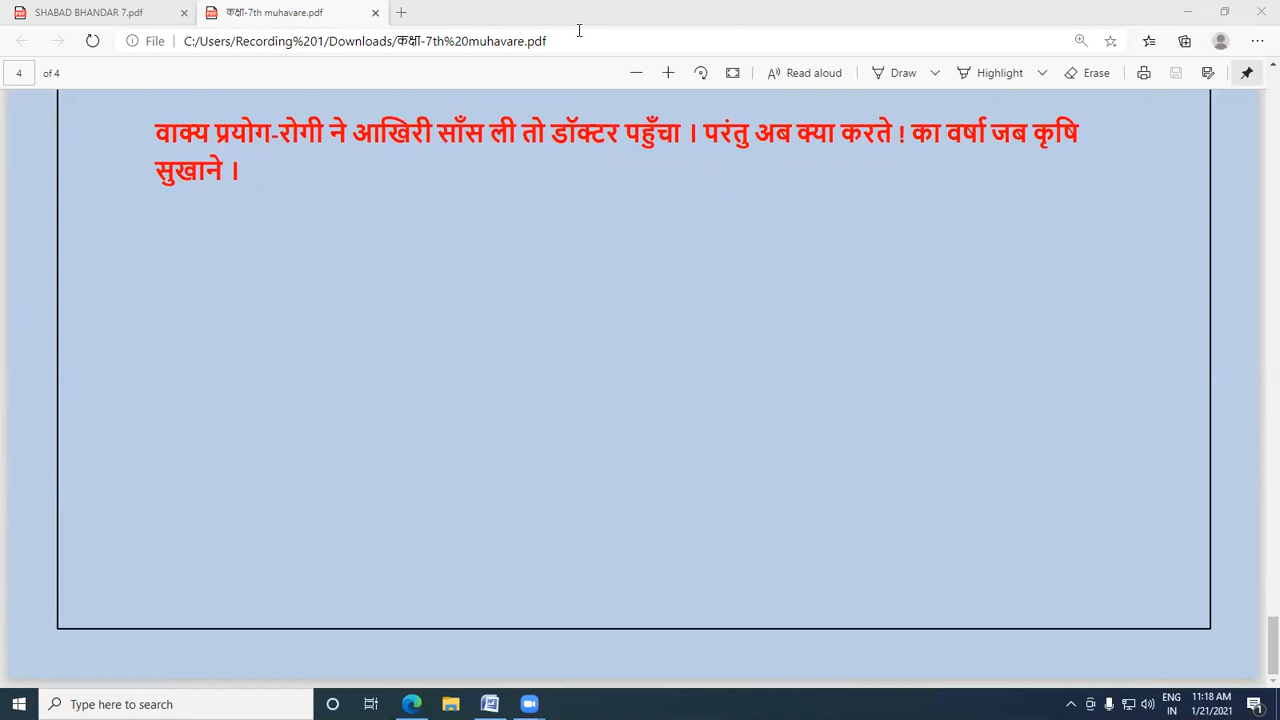 SHABAD BHANDAR 7.pdf
कक्षा-7th muhavare.pdf
File C:/Users/Recording%201/Downloads/कक्षा-7th%20muhavare.pdf
4 of 4
Read aloud
Draw
Highlight
Erase
वाक्य प्रयोग-रोगी ने आखिरी साँस ली तो डॉक्टर पहुँचा । परंतु अब क्या करते ! का वर्षा जब कृषि
सुखाने ।
Type here to search
ENG
IN
11:18 AM
1/21/2021